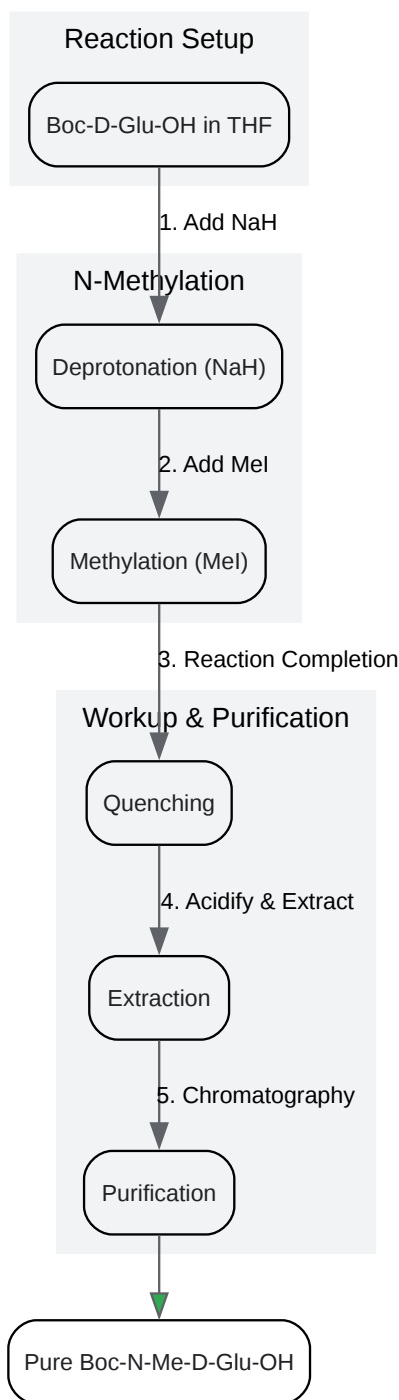 Reaction Setup
Boc-D-Glu-OH in THF
1. Add NaH
N-Methylation
Deprotonation (NaH)
2. Add MeI
Methylation (MeI)
3. Reaction Completion
Workup & Purification
Quenching
4. Acidify & Extract
Extraction
5. Chromatography
Purification
Pure Boc-N-Me-D-Glu-OH